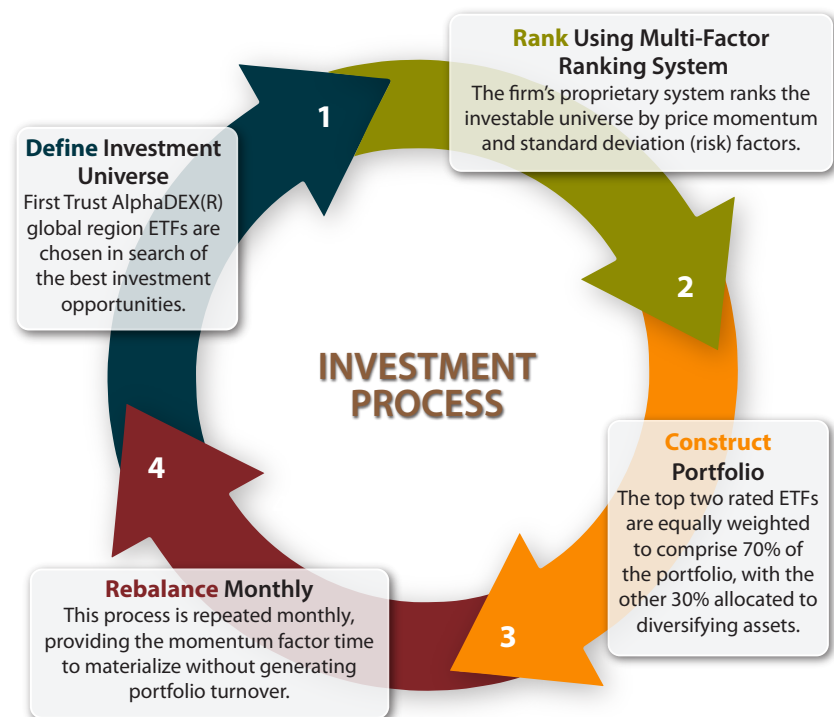 INVESTMENT
PROCESS
1
Define Investment
Universe
First Trust AlphaDEX(R)
global region ETFs are
chosen in search of
the best investment
opportunities.
Rank Using Multi-Factor
Ranking System
The firm's proprietary system ranks the
investable universe by price momentum
and standard deviation (risk) factors.
2
Construct
Portfolio
The top two rated ETFs
are equally weighted
to comprise 70% of
the portfolio, with the
other 30% allocated to
diversifying assets.
3
Rebalance Monthly
This process is repeated monthly,
providing the momentum factor time
to materialize without generating
portfolio turnover.
4